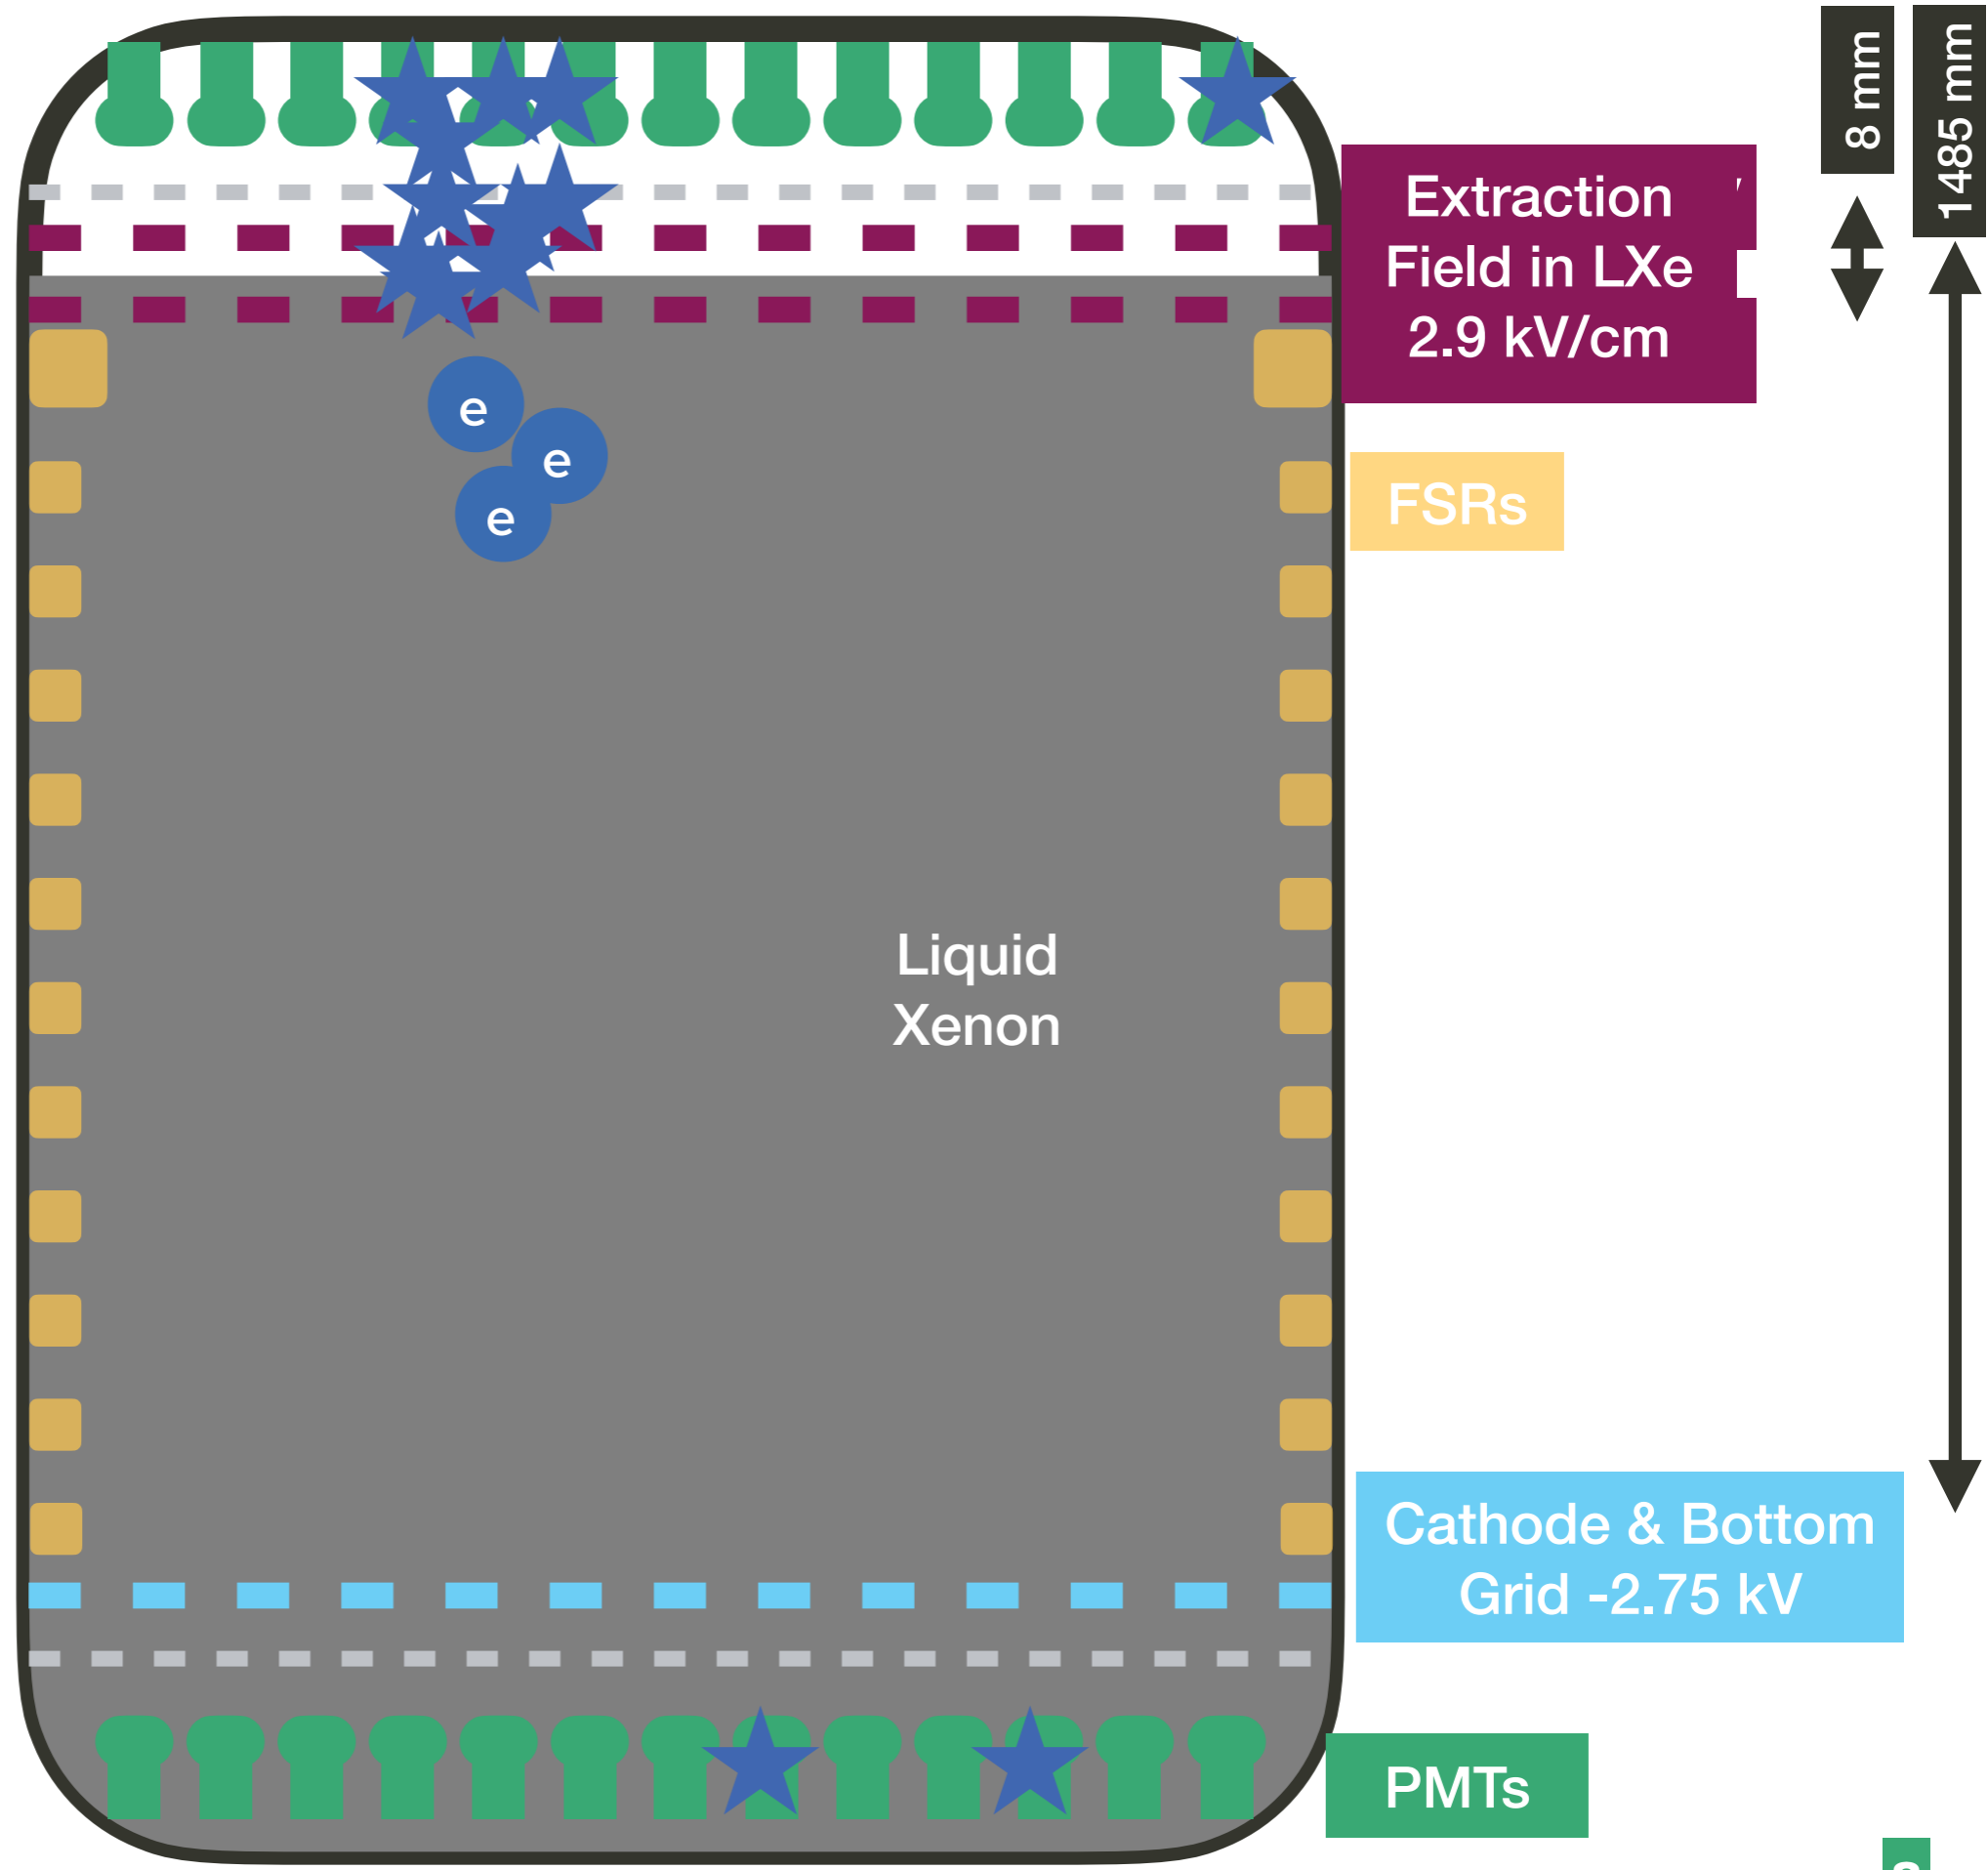 8 mm
1485 mm
Extraction
Field in LXe
2.9 kV/cm
e
e
e
FSRs
Liquid
Xenon
Cathode & Bottom
Grid -2.75 kV
PMTs